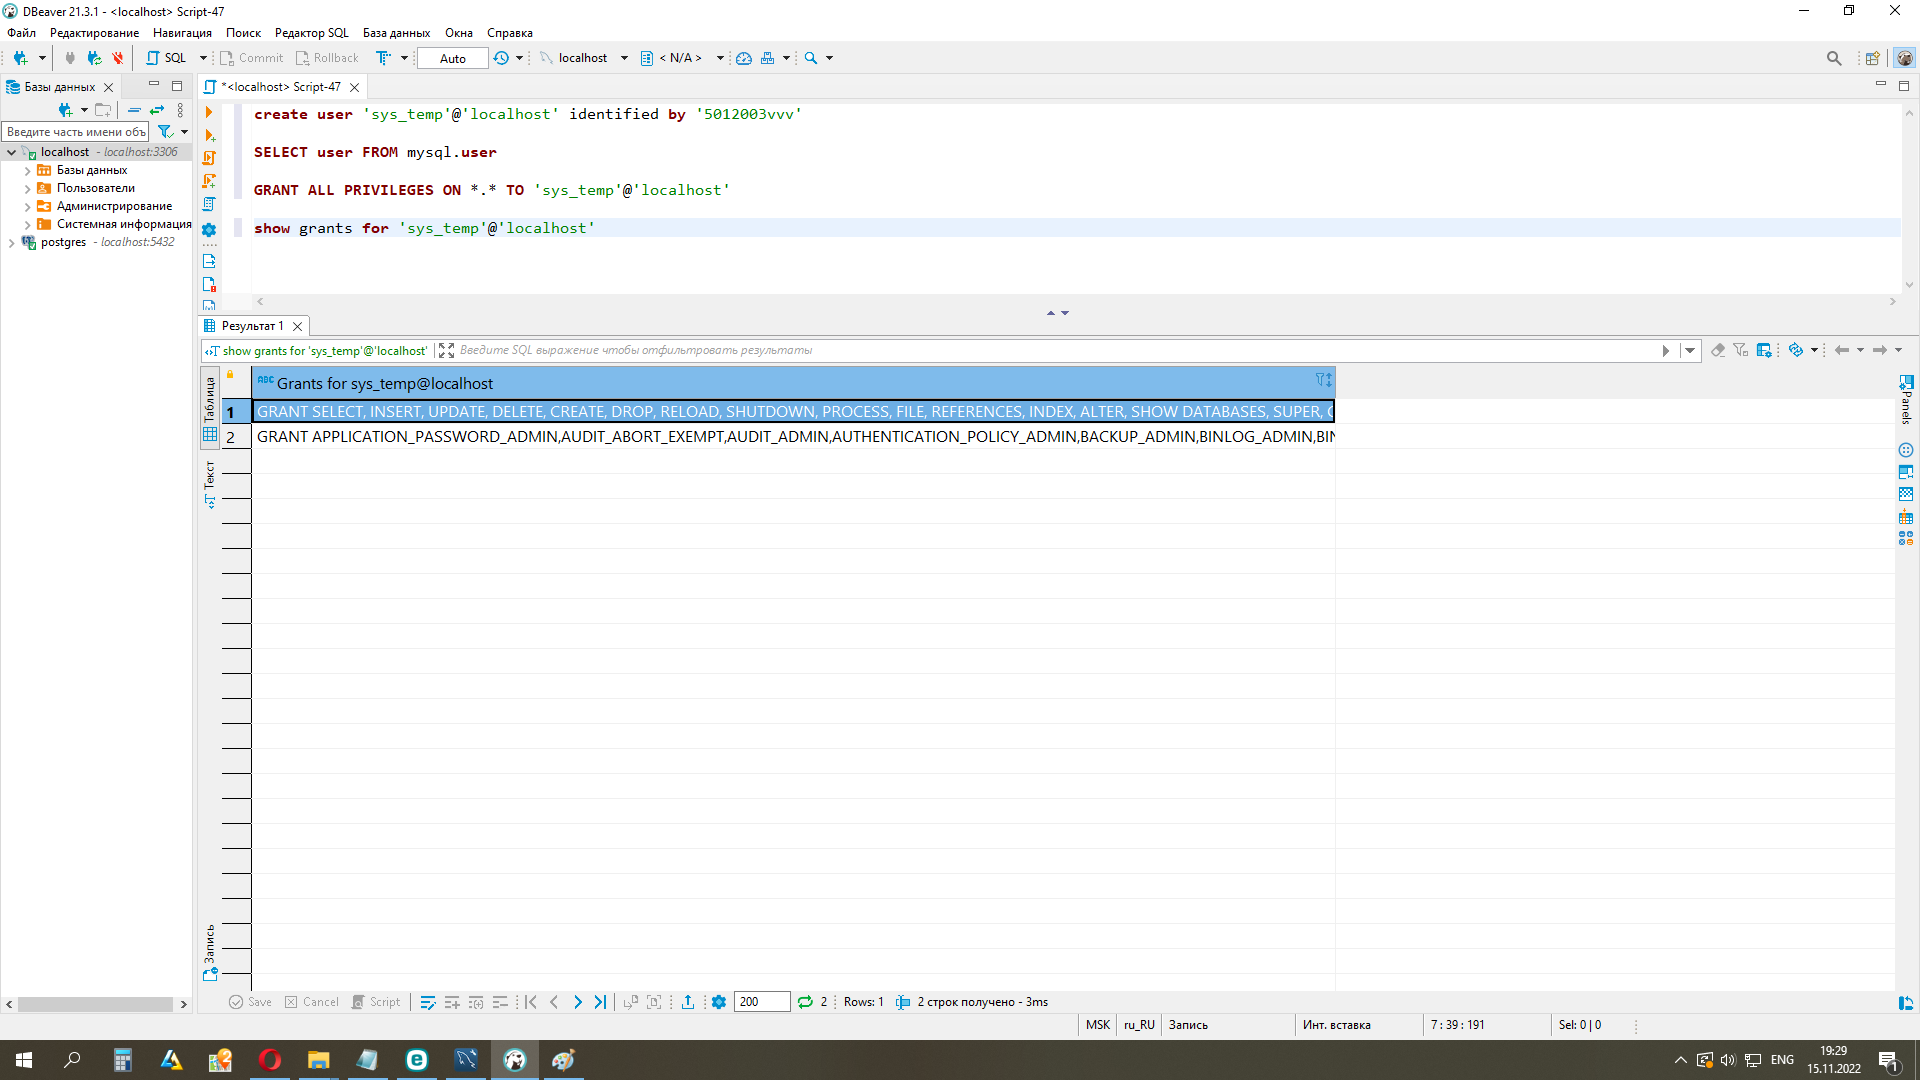 DBeaver 21.3.1 - <localhost> Script-47
Файл Редактирование Навигация Поиск Редактор SQL База данных Окна Справка
SQL Commit Rollback Auto localhost < N/A >
Базы данных
*<localhost> Script-47
Введите часть имени объ
localhost - localhost:3306
Базы данных
Пользователи
Администрирование
Системная информация
postgres - localhost:5432
create user 'sys_temp'@'localhost' identified by '5012003vvv'
SELECT user FROM mysql.user
GRANT ALL PRIVILEGES ON *.* TO 'sys_temp'@'localhost'
show grants for 'sys_temp'@'localhost'
Результат 1
show grants for 'sys_temp'@'localhost' Введите SQL выражение чтобы отфильтровать результаты
Таблица
Текст
Запись
ABC Grants for sys_temp@localhost
1 GRANT SELECT, INSERT, UPDATE, DELETE, CREATE, DROP, RELOAD, SHUTDOWN, PROCESS, FILE, REFERENCES, INDEX, ALTER, SHOW DATABASES, SUPER,
2 GRANT APPLICATION_PASSWORD_ADMIN,AUDIT_ABORT_EXEMPT,AUDIT_ADMIN,AUTHENTICATION_POLICY_ADMIN,BACKUP_ADMIN,BINLOG_ADMIN,BIN
Panels
Save Cancel Script 200 2 Rows: 1 2 строк получено - 3ms
MSK ru_RU Запись Инт. вставка 7 : 39 : 191 Sel: 0 | 0
ENG 19:29
15.11.2022
1